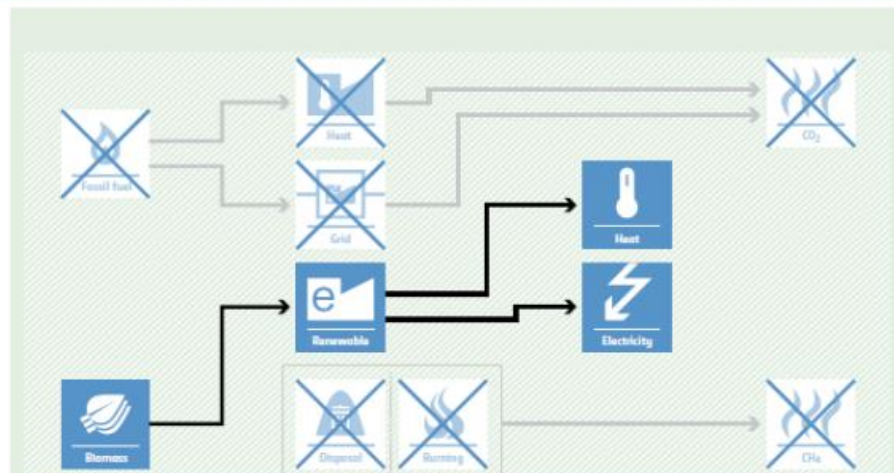 Heat
CO₂
Fossil fuel
Grid
Heat
e
Renewable
Electricity
Biomass
Disposal
Burning
CH₄